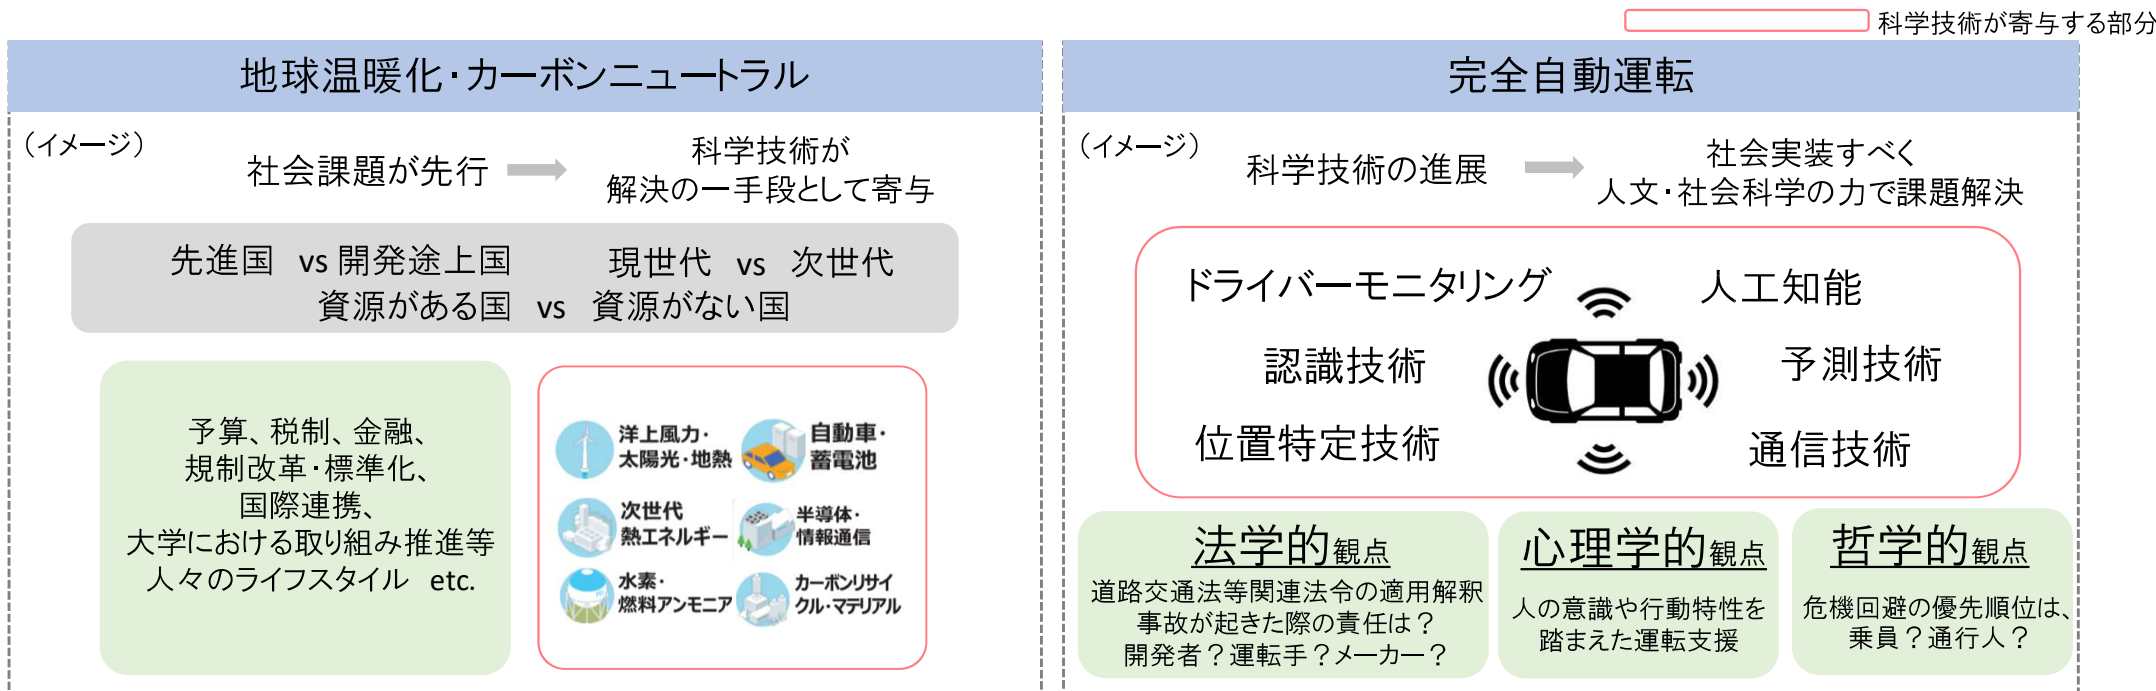 科学技術が寄与する部分
地球温暖化・カーボンニュートラル
（イメージ）
社会課題が先行
科学技術が
解決の一手段として寄与
先進国 vs 開発途上国 現世代 vs 次世代
資源がある国 vs 資源がない国
予算、税制、金融、
規制改革・標準化、
国際連携、
大学における取り組み推進等
人々のライフスタイル etc.
洋上風力・
太陽光・地熱
自動車・
蓄電池
次世代
熱エネルギー
半導体・
情報通信
水素・
燃料アンモニア
カーボンリサイ
クル・マテリアル
完全自動運転
（イメージ）
科学技術の進展
社会実装すべく
人文・社会科学の力で課題解決
ドライバーモニタリング
人工知能
認識技術
予測技術
位置特定技術
通信技術
法学的観点
道路交通法等関連法令の適用解釈
事故が起きた際の責任は？
開発者？運転手？メーカー？
心理学的観点
人の意識や行動特性を
踏まえた運転支援
哲学的観点
危機回避の優先順位は、
乗員？通行人？